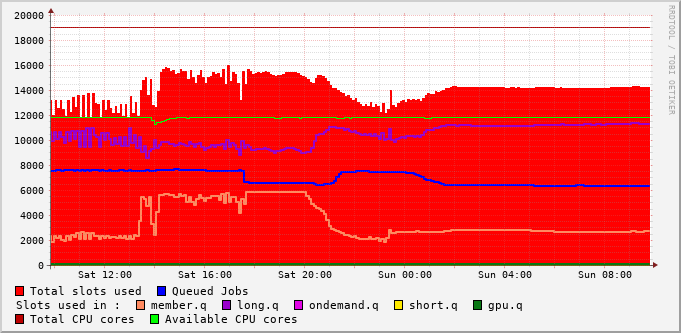 20000
18000
16000
14000
12000
10000
8000
6000
4000
2000
0
Sat 12:00 Sat 16:00 Sat 20:00 Sun 00:00 Sun 04:00 Sun 08:00
RRDTOOL / TOBI OETIKER
Total slots used Queued Jobs
Slots used in : member.q long.q ondemand.q short.q gpu.q
Total CPU cores Available CPU cores